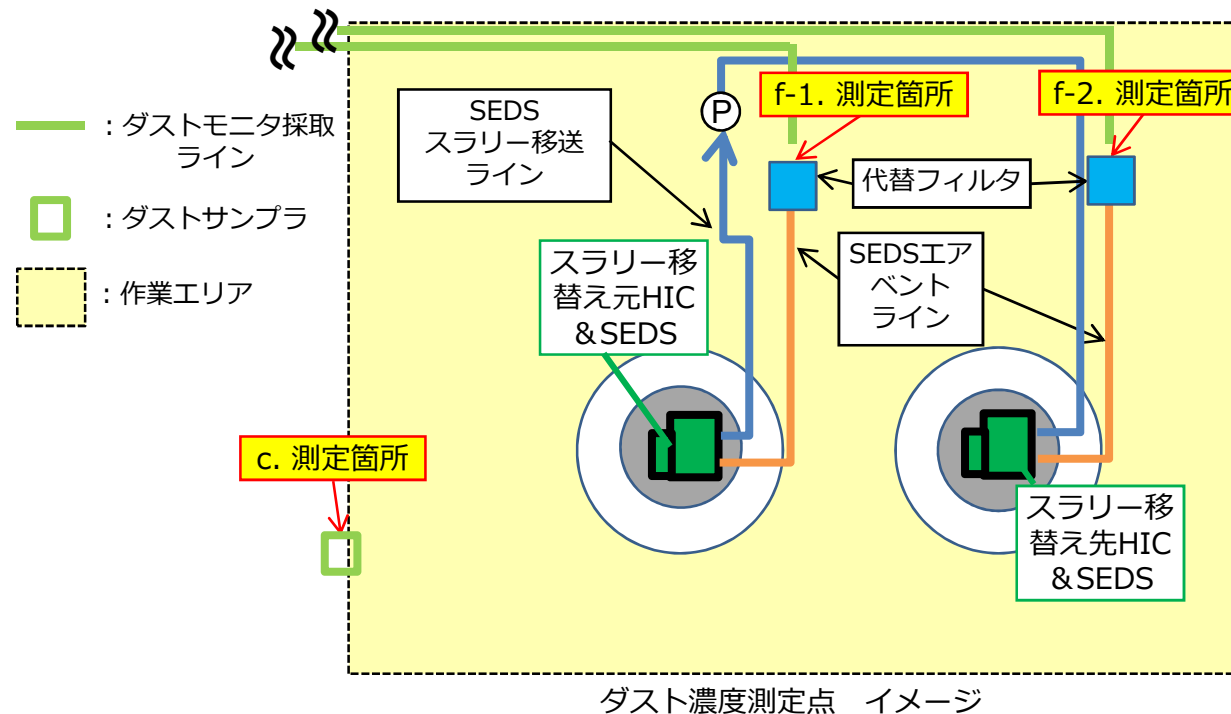 ：ダストモニタ採取
ライン
：ダストサンプラ
：作業エリア
SEDS
スラリー移送
ライン
P
f-1. 測定箇所
f-2. 測定箇所
代替フィルタ
スラリー移
替え元HIC
＆SEDS
SEDSエア
ベント
ライン
c. 測定箇所
スラリー移
替え先HIC
＆SEDS
ダスト濃度測定点　イメージ